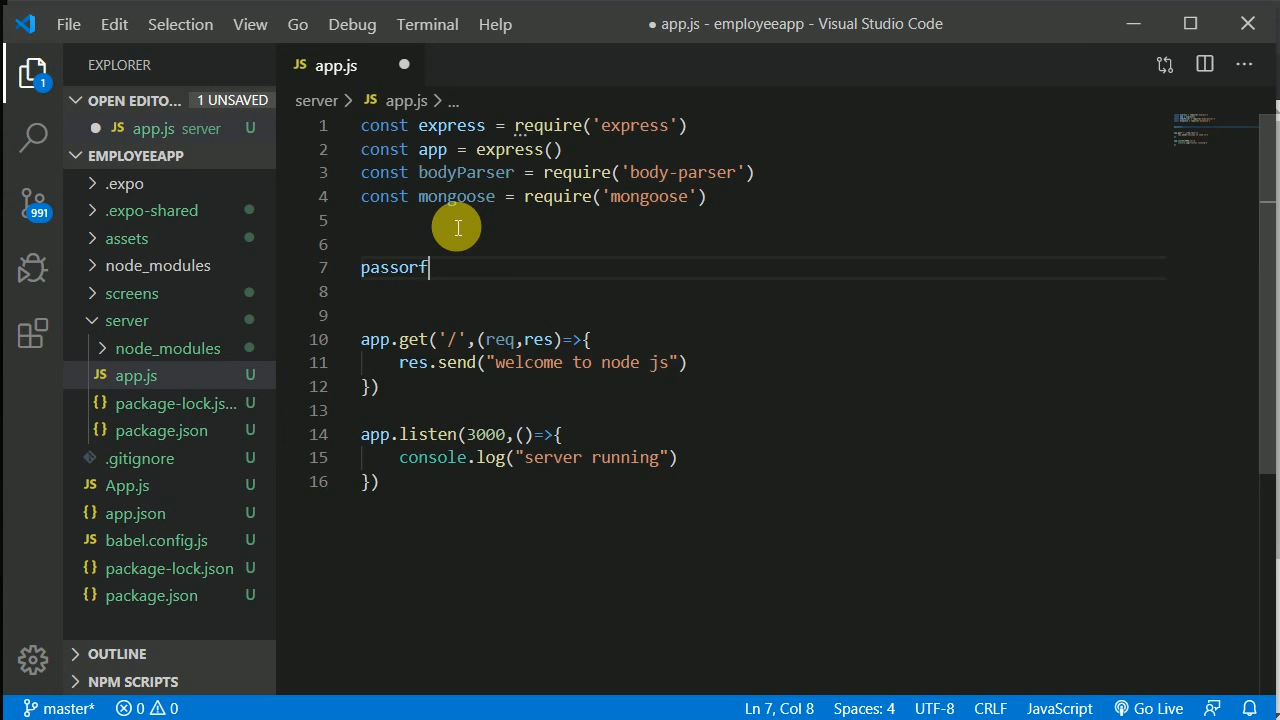 File Edit Selection View Go Debug Terminal Help ● app.js - employeeapp - Visual Studio Code
EXPLORER
JS app.js
OPEN EDITO... 1 UNSAVED
JS app.js server U
EMPLOYEEAPP
.expo
.expo-shared
assets
node_modules
screens
server
node_modules
JS app.js U
{} package-lock.js... U
{} package.json U
.gitignore U
JS App.js U
{} app.json U
JS babel.config.js U
{} package-lock.json U
{} package.json U
OUTLINE
NPM SCRIPTS
1
991
server > JS app.js > ...
1 const express = require('express')
2 const app = express()
3 const bodyParser = require('body-parser')
4 const mongoose = require('mongoose')
5
6
7 passorf
8
9
10 app.get('/',(req,res)=>{
11 res.send("welcome to node js")
12 })
13
14 app.listen(3000,()=>{
15 console.log("server running")
16 })
master* 0 0 Ln 7, Col 8 Spaces: 4 UTF-8 CRLF JavaScript Go Live